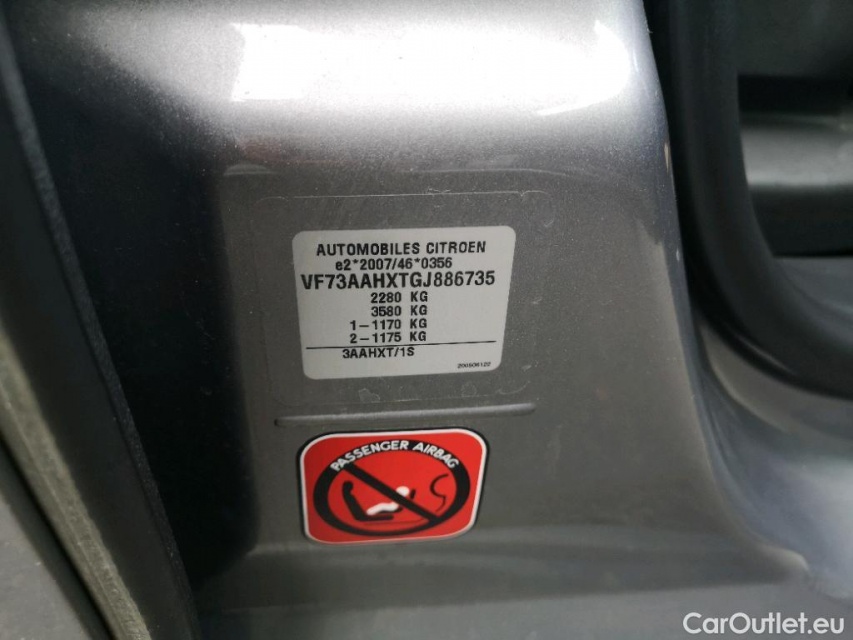 AUTOMOBILES CITROEN
e2*2007/46*0356
VF73AAHXTGJ886735
2280 KG
3580 KG
1-1170 KG
2-1175 KG
3AAHXT/1S
PASSENGER AIRBAG
CarOutlet.eu